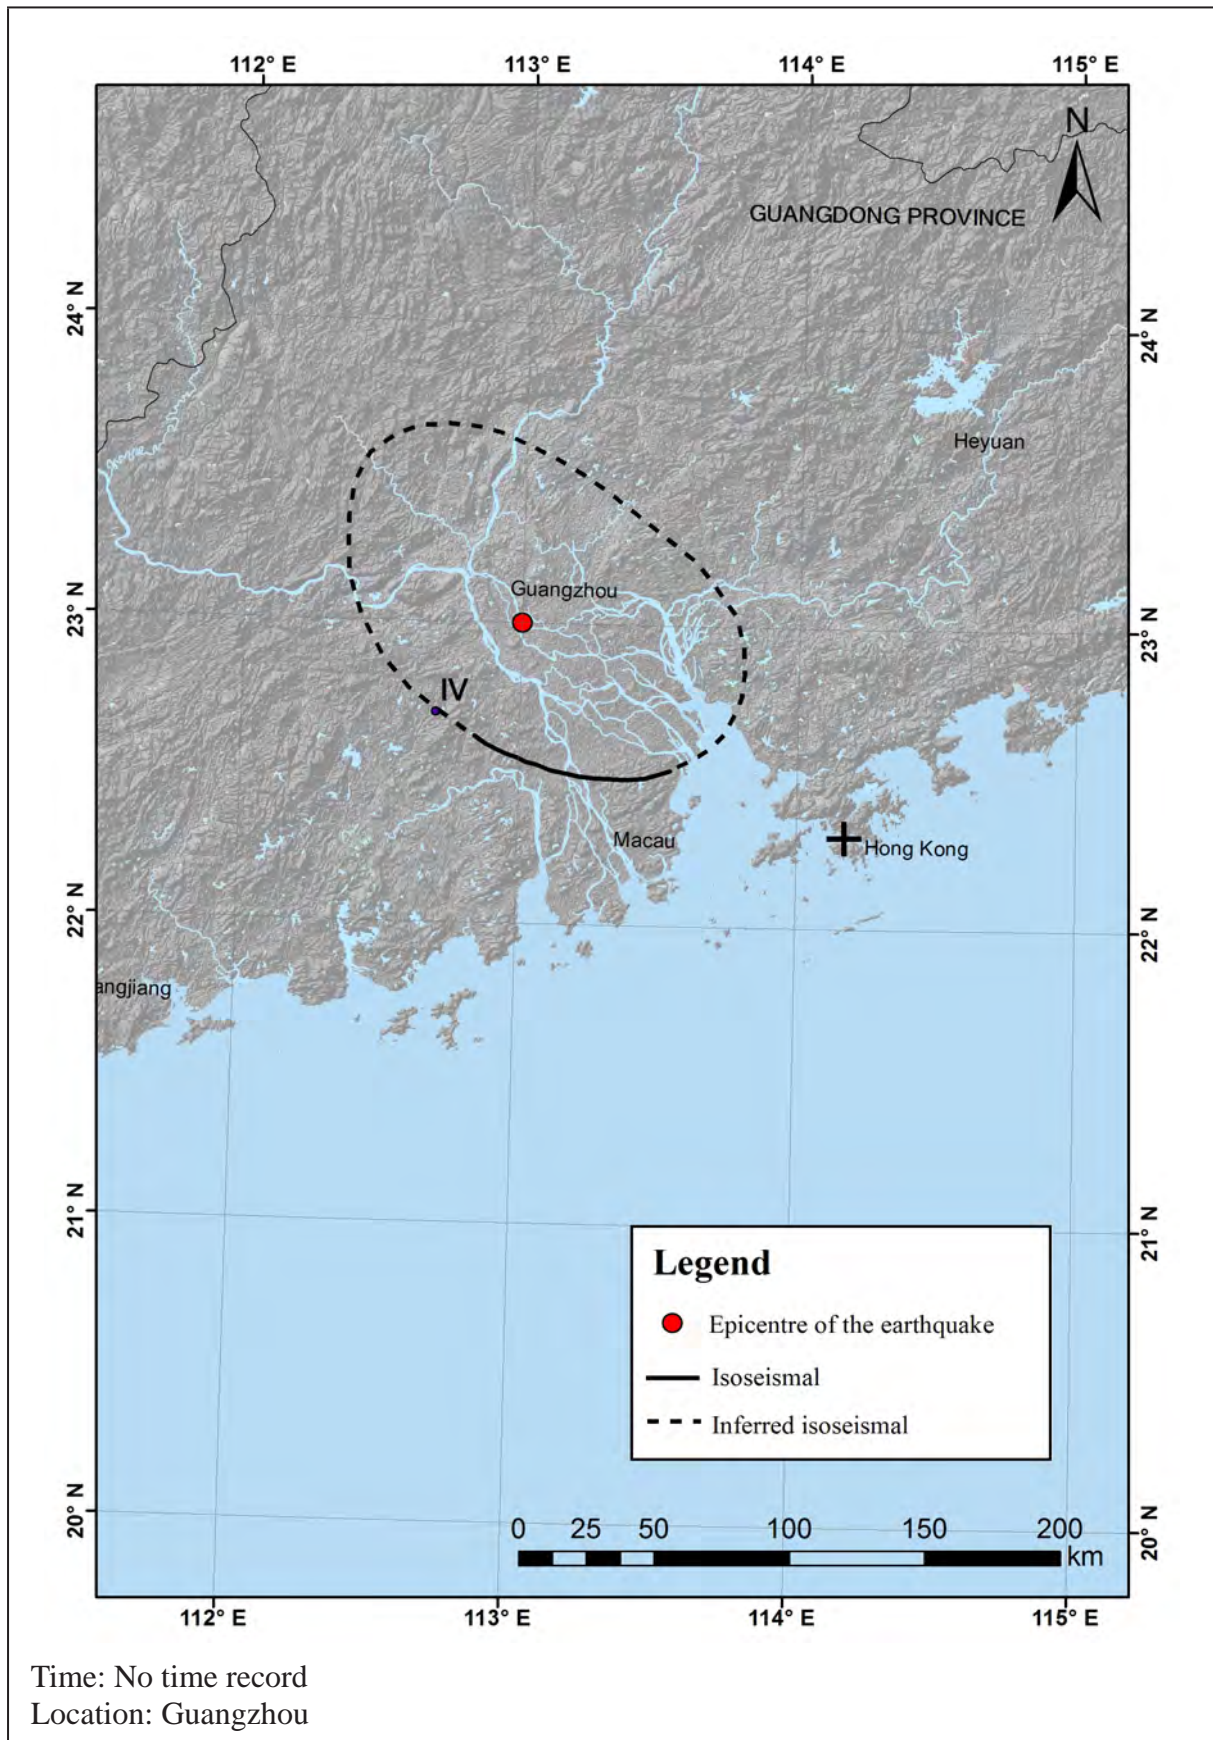 112° E 113° E 114° E 115° E
N
GUANGDONG PROVINCE
24° N
24° N
Heyuan
Guangzhou
23° N
23° N
IV
Macau
Hong Kong
22° N
22° N
angjiang
21° N
21° N
Legend
Epicentre of the earthquake
Isoseismal
Inferred isoseismal
20° N
20° N
0 25 50 100 150 200
km
112° E 113° E 114° E 115° E
Time: No time record
Location: Guangzhou